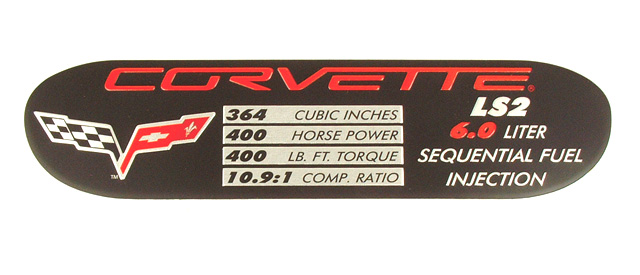 CORVETTE®
364 CUBIC INCHES
400 HORSE POWER
400 LB. FT. TORQUE
10.9:1 COMP. RATIO
TM
LS2
6.0 LITER
SEQUENTIAL FUEL
INJECTION